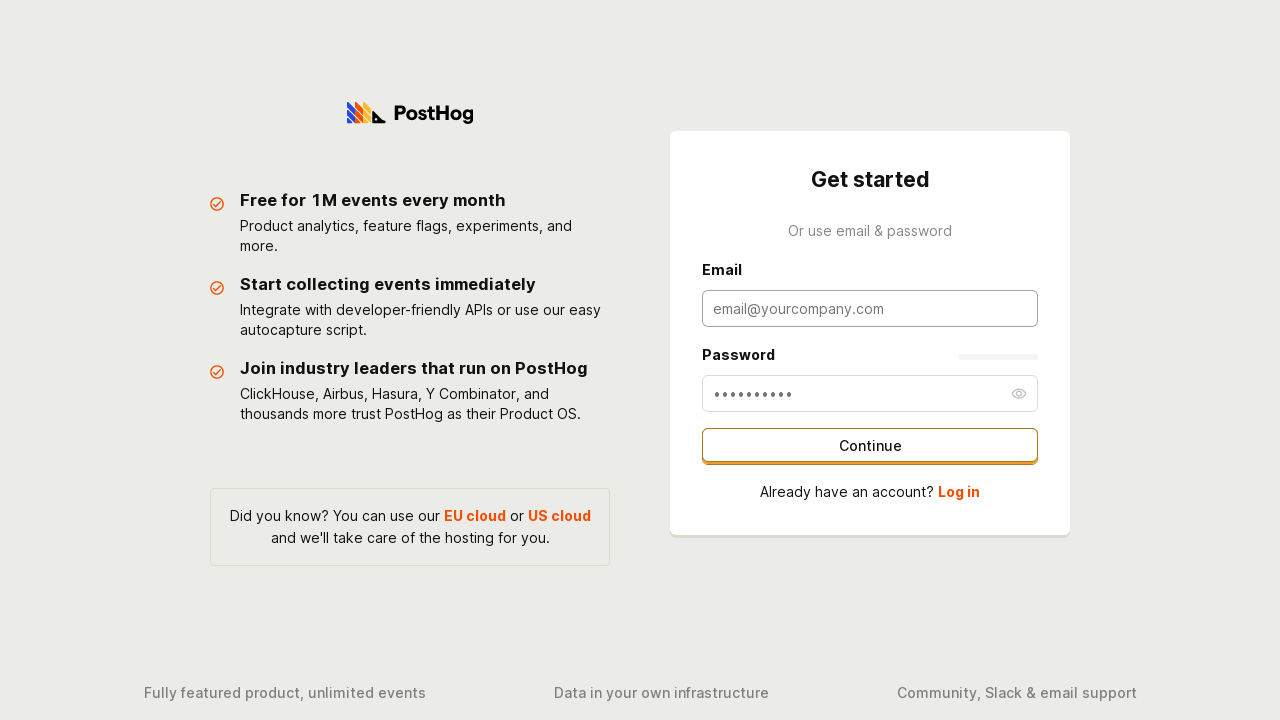 PostHog
Free for 1M events every month
Product analytics, feature flags, experiments, and
more.
Start collecting events immediately
Integrate with developer-friendly APIs or use our easy
autocapture script.
Join industry leaders that run on PostHog
ClickHouse, Airbus, Hasura, Y Combinator, and
thousands more trust PostHog as their Product OS.
Did you know? You can use our EU cloud or US cloud
and we'll take care of the hosting for you.
Get started
Or use email & password
Email
email@yourcompany.com
Password
••••••••••
Continue
Already have an account? Log in
Fully featured product, unlimited events
Data in your own infrastructure
Community, Slack & email support